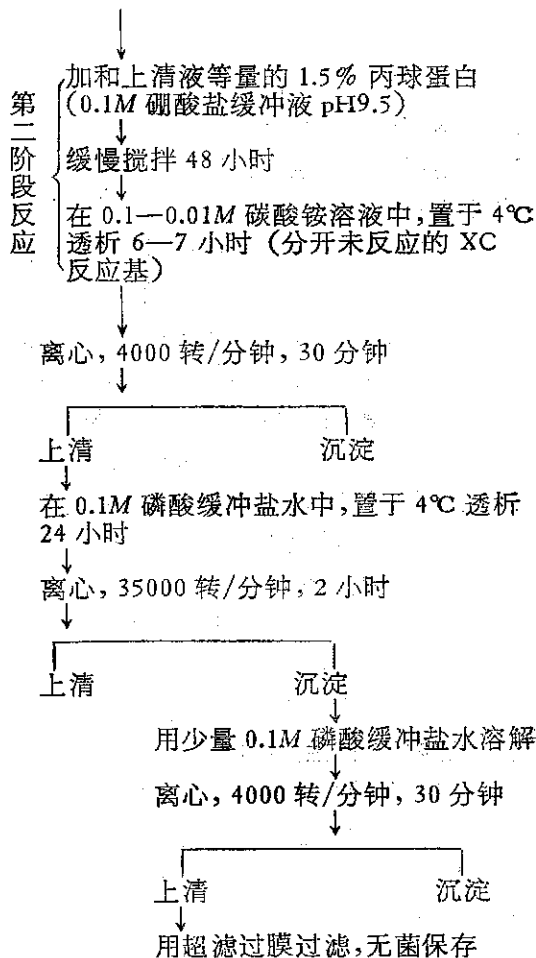 加和上清液等量的 1.5% 丙球蛋白
(0.1M 硼酸盐缓冲液 pH9.5)
第二阶段反应
缓慢搅拌 48 小时
在 0.1—0.01M 碳酸铵溶液中,置于 4℃
透析 6—7 小时 (分开未反应的 XC
反应基)
离心, 4000 转/分钟, 30 分钟
上清 沉淀
在 0.1M 磷酸缓冲盐水中,置于 4℃ 透析
24 小时
离心, 35000 转/分钟, 2 小时
上清 沉淀
用少量 0.1M 磷酸缓冲盐水溶解
离心, 4000 转/分钟, 30 分钟
上清 沉淀
用超滤过膜过滤,无菌保存